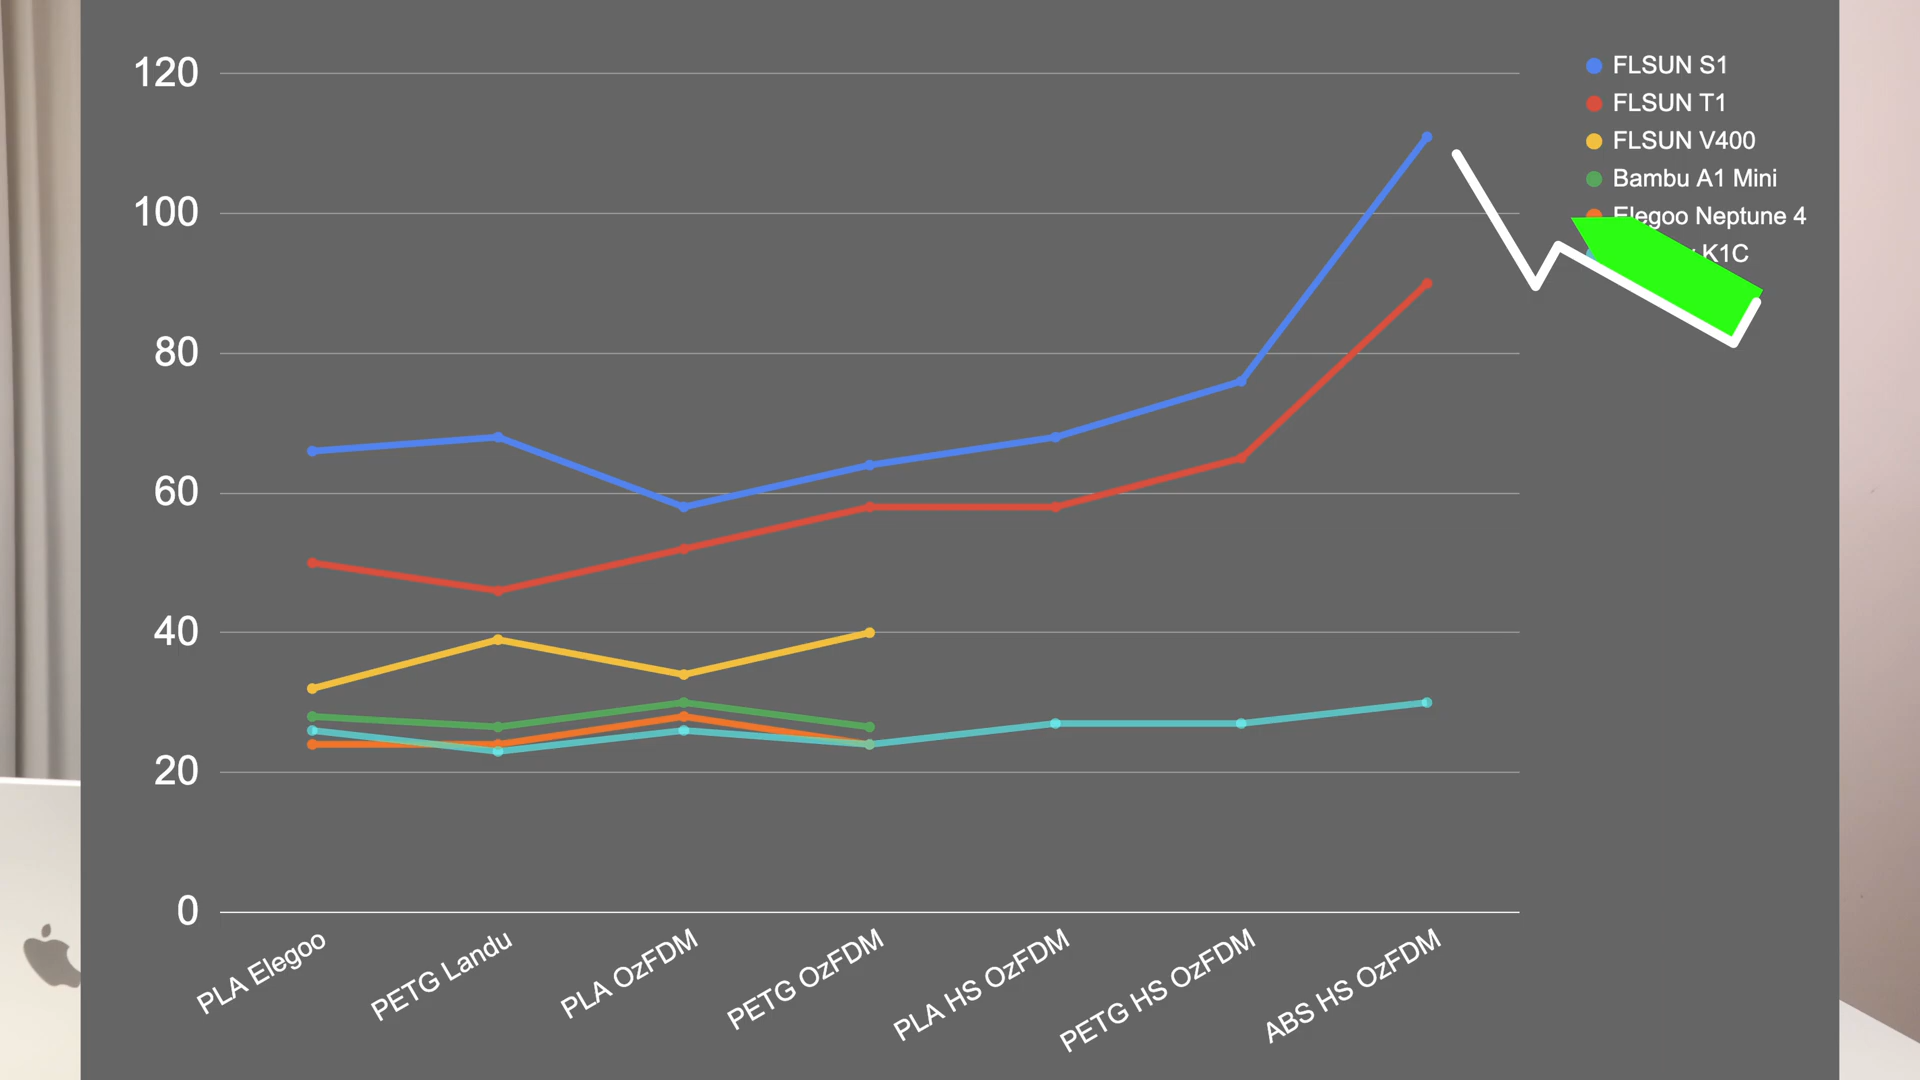 120
100
80
60
40
20
0
PLA Elegoo
PETG Landu
PLA OzFDM
PETG OzFDM
PLA HS OzFDM
PETG HS OzFDM
ABS HS OzFDM
FLSUN S1
FLSUN T1
FLSUN V400
Bambu A1 Mini
Elegoo Neptune 4
K1C